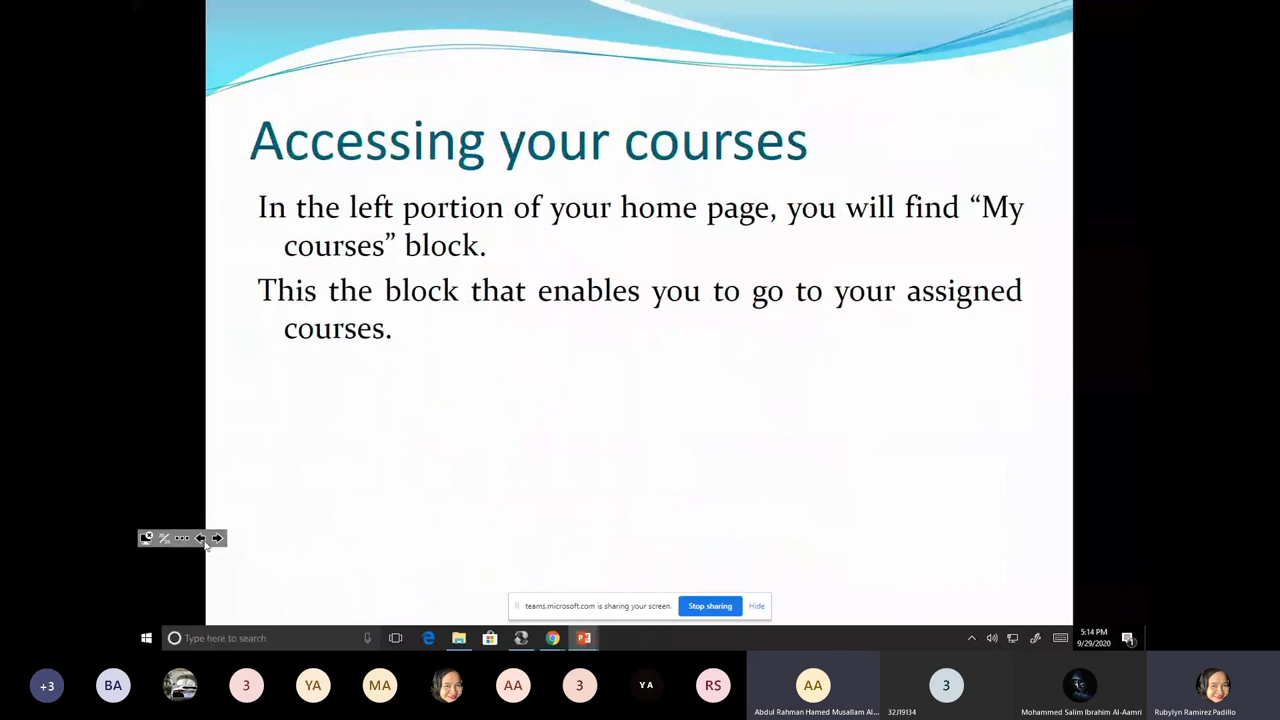 Accessing your courses
In the left portion of your home page, you will find “My
courses” block.
This the block that enables you to go to your assigned
courses.
teams.microsoft.com is sharing your screen.
Stop sharing
Hide
Type here to search
5:14 PM
9/29/2020
+3
BA
3
YA
MA
AA
3
Y A
RS
AA
3
Abdul Rahman Hamed Musallam Al...
32J19134
Mohammed Salim Ibrahim Al-Aamri
Rubylyn Ramirez Padillo